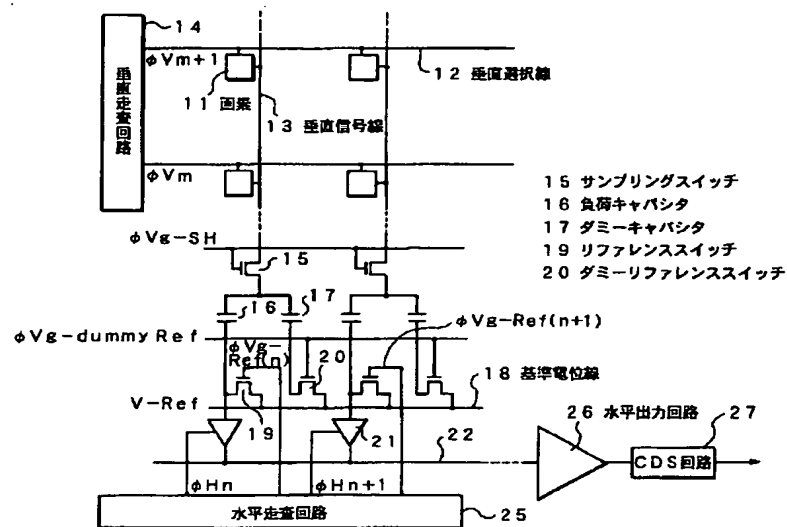 14
φVm+1
12 垂直選択線
11 画素
13 垂直信号線
垂直走査回路
φVm
15 サンプリングスイッチ
16 負荷キャパシタ
17 ダミーキャパシタ
19 リファレンススイッチ
20 ダミーリファレンススイッチ
φVg-SH
15
16
17
φVg-dummy Ref
φVg-Ref(n)
φVg-Ref(n+1)
20
18 基準電位線
V-Ref
19
21
22
26 水平出力回路
27
CDS回路
φHn
φHn+1
水平走査回路
25